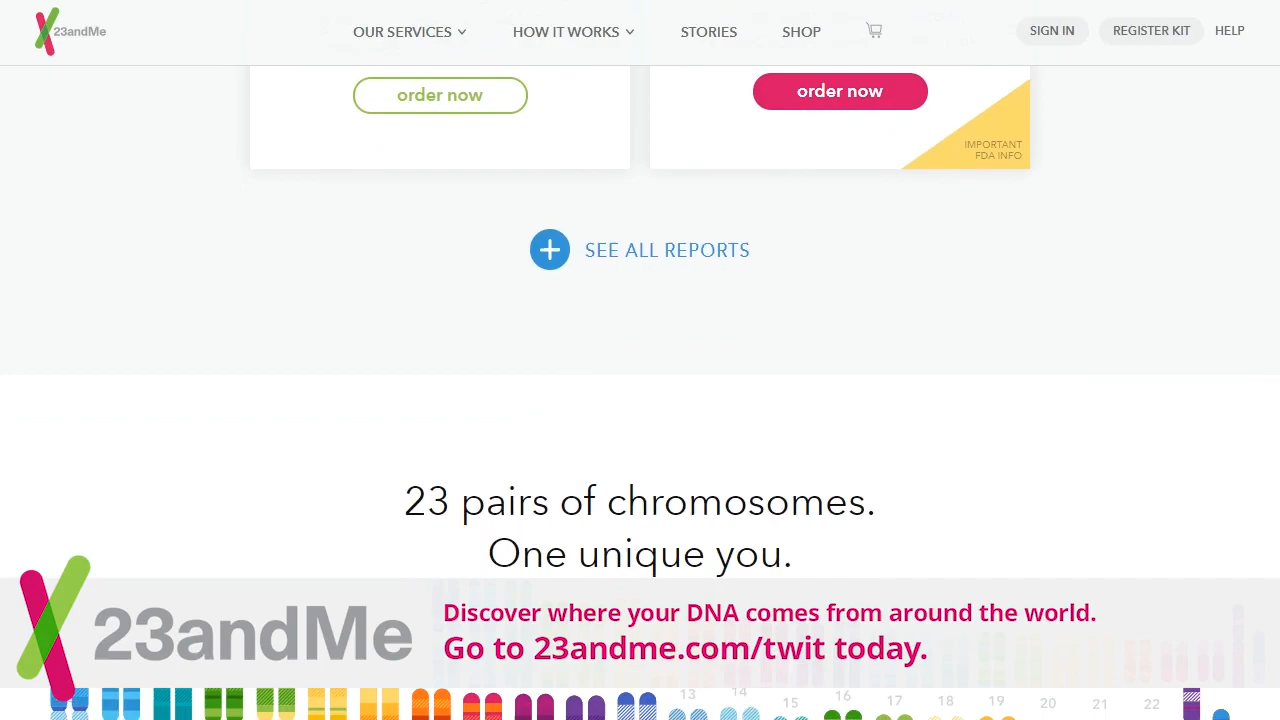 23andMe
OUR SERVICES
HOW IT WORKS
STORIES
SHOP
SIGN IN
REGISTER KIT
HELP
order now
order now
IMPORTANT
FDA INFO
SEE ALL REPORTS
23 pairs of chromosomes.
One unique you.
23andMe
Discover where your DNA comes from around the world.
Go to 23andme.com/twit today.
13
14
15
16
17
18
19
20
21
22